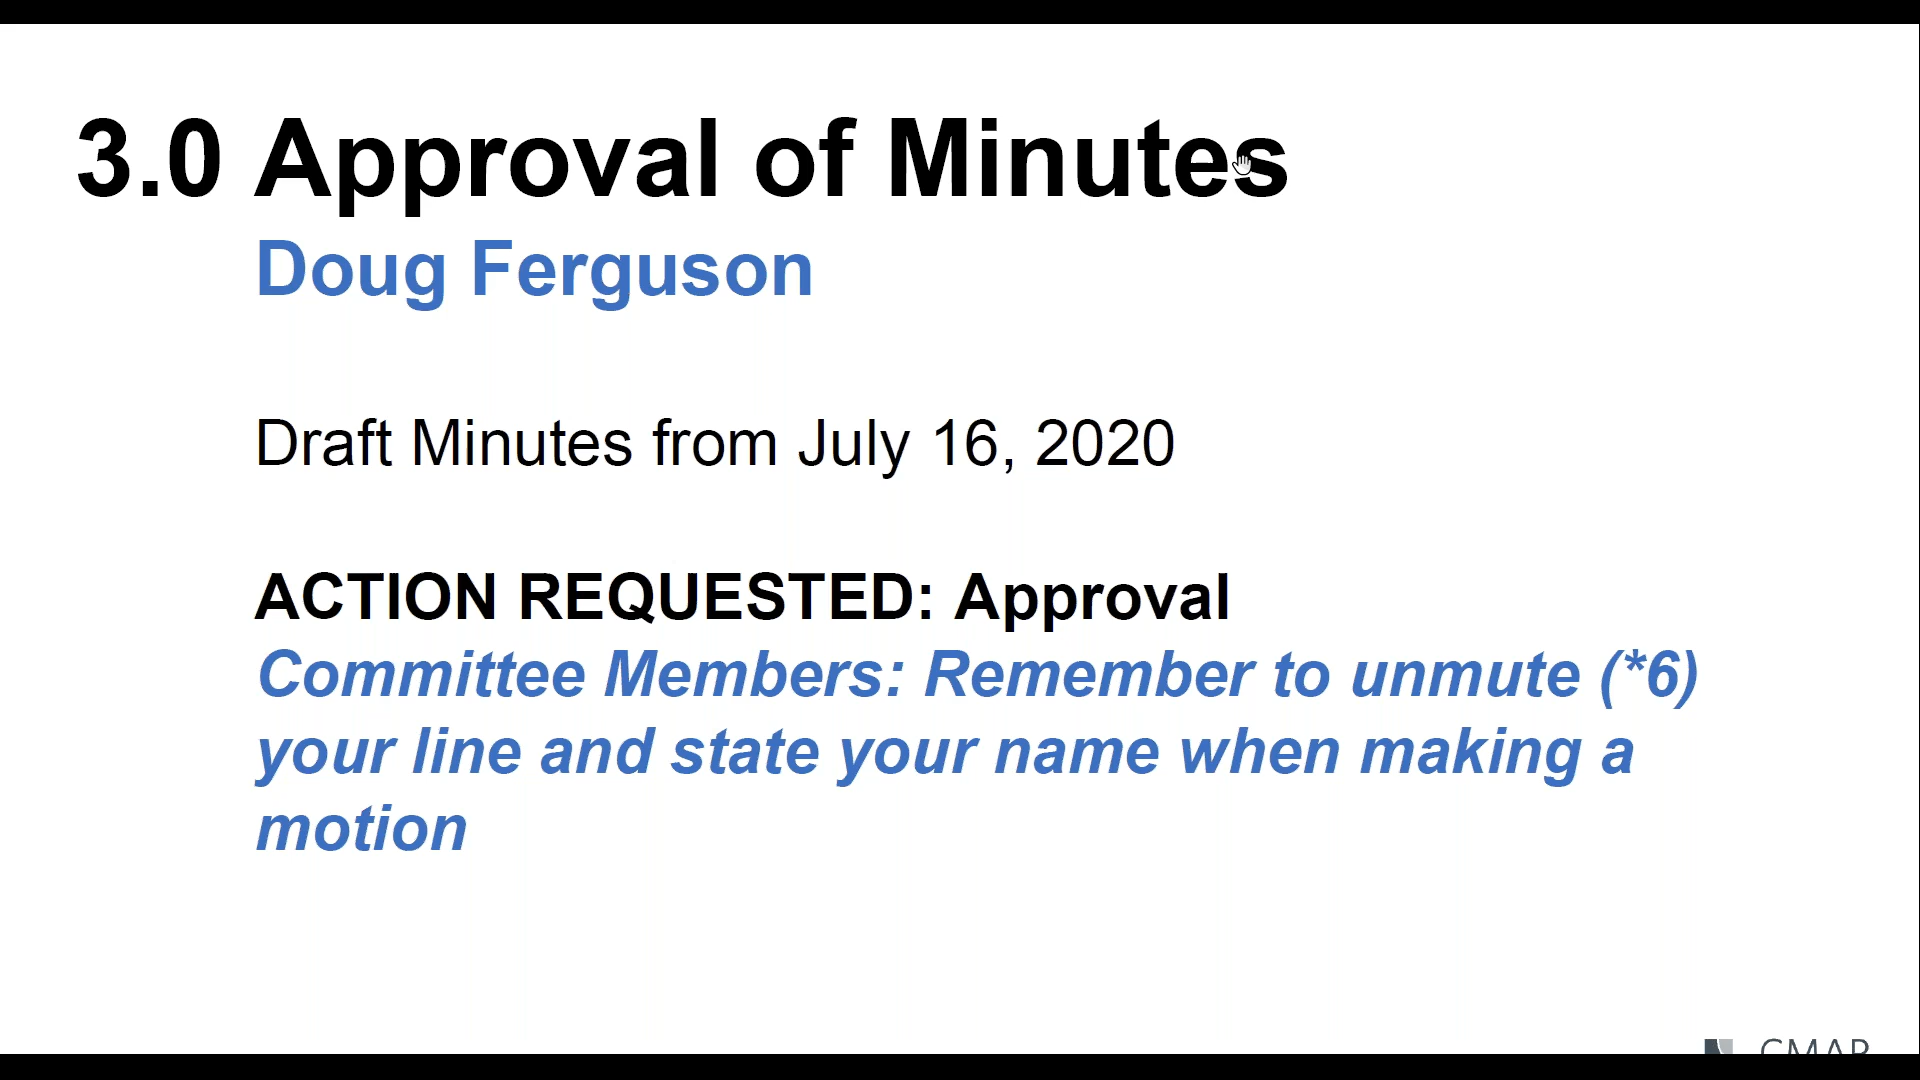 3.0 Approval of Minutes
Doug Ferguson
Draft Minutes from July 16, 2020
ACTION REQUESTED: Approval
Committee Members: Remember to unmute (*6)
your line and state your name when making a
motion
CMAP